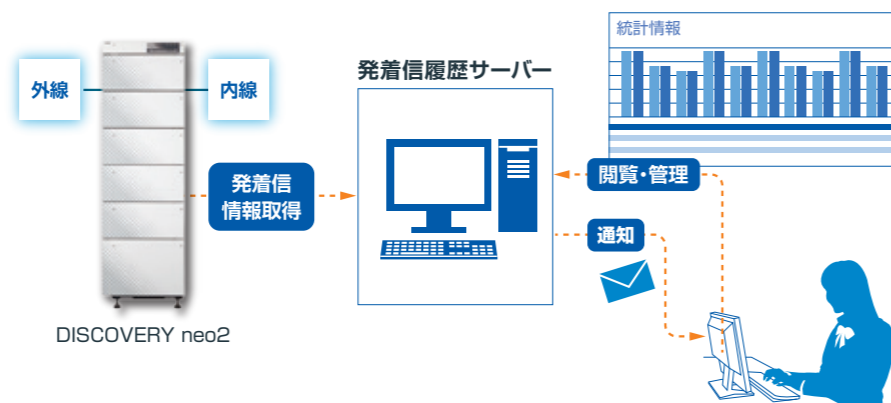 外線
内線
発着信
情報取得
DISCOVERY neo2
発着信履歴サーバー
統計情報
閲覧・管理
通知